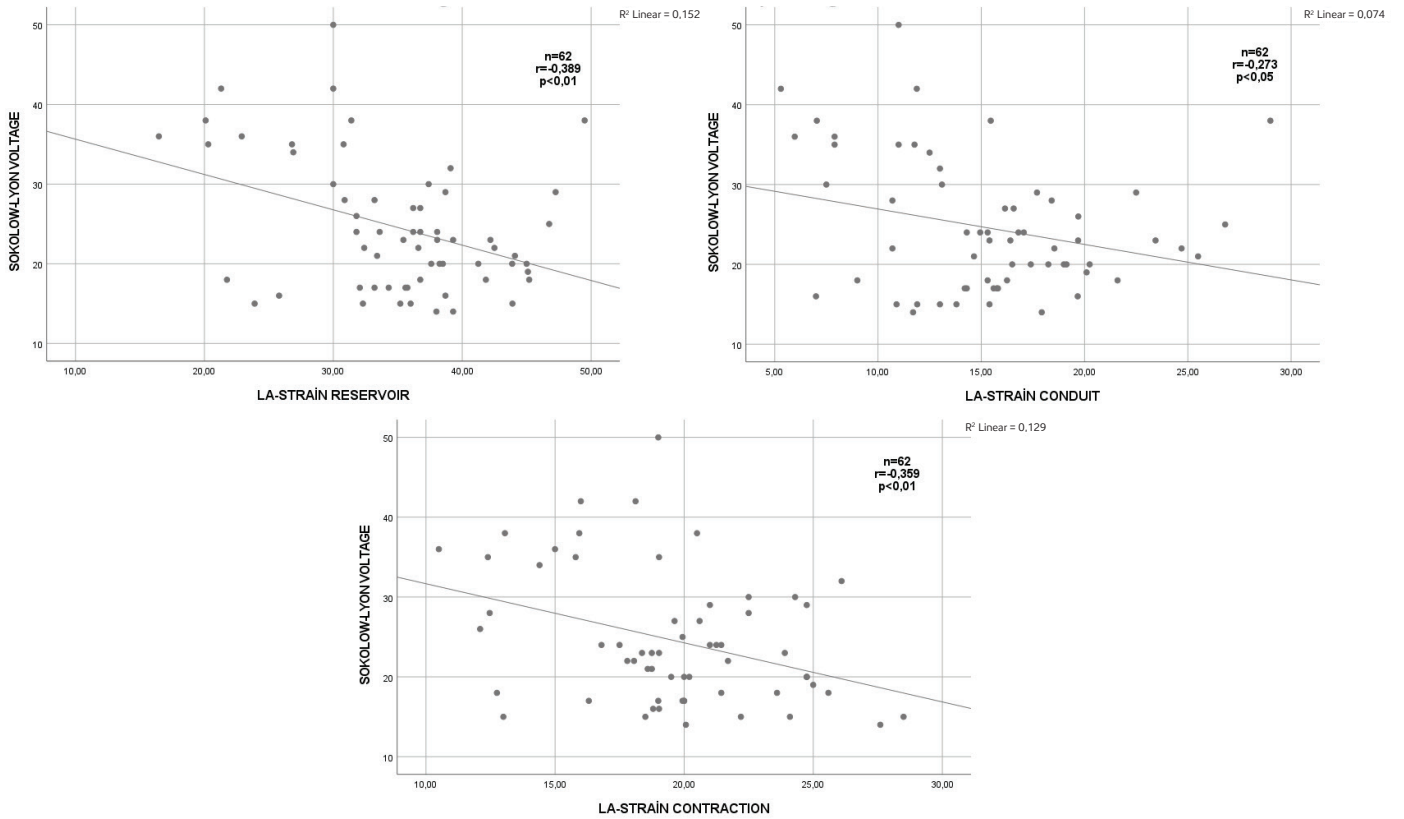 R² Linear = 0,152
n=62
r=-0,389
p<0,01
SOKOLOW-LYON VOLTAGE
50
40
30
20
10
10,00 20,00 30,00 40,00 50,00
LA-STRAİN RESERVOIR
R² Linear = 0,074
n=62
r=-0,273
p<0,05
SOKOLOW-LYON VOLTAGE
50
40
30
20
10
5,00 10,00 15,00 20,00 25,00 30,00
LA-STRAİN CONDUIT
R² Linear = 0,129
n=62
r=-0,359
p<0,01
SOKOLOW-LYON VOLTAGE
50
40
30
20
10
10,00 15,00 20,00 25,00 30,00
LA-STRAİN CONTRACTION